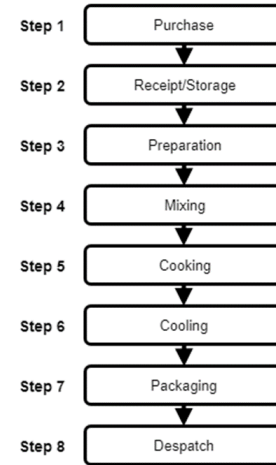 Step 1 Purchase
Step 2 Receipt/Storage
Step 3 Preparation
Step 4 Mixing
Step 5 Cooking
Step 6 Cooling
Step 7 Packaging
Step 8 Despatch